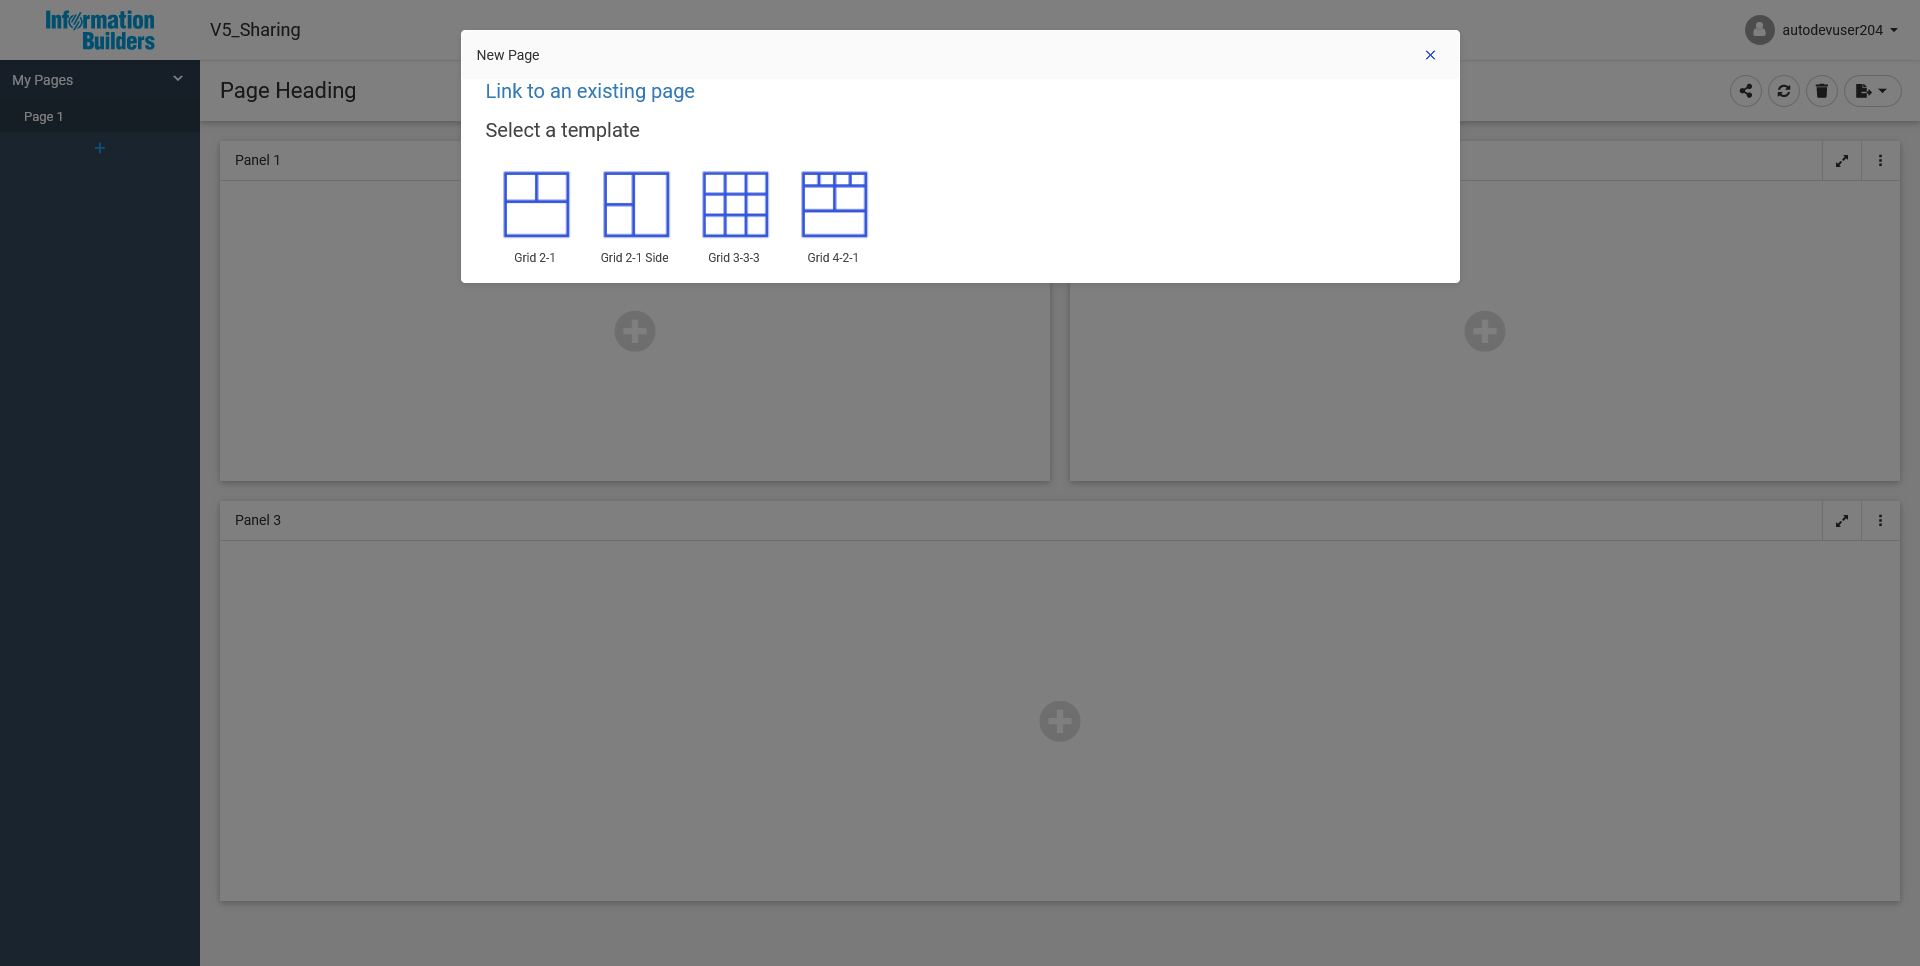 Information
Builders
V5_Sharing
autodevuser204
New Page
My Pages
Page Heading
Link to an existing page
Page 1
Select a template
Panel 1
Grid 2-1
Grid 2-1 Side
Grid 3-3-3
Grid 4-2-1
Panel 3